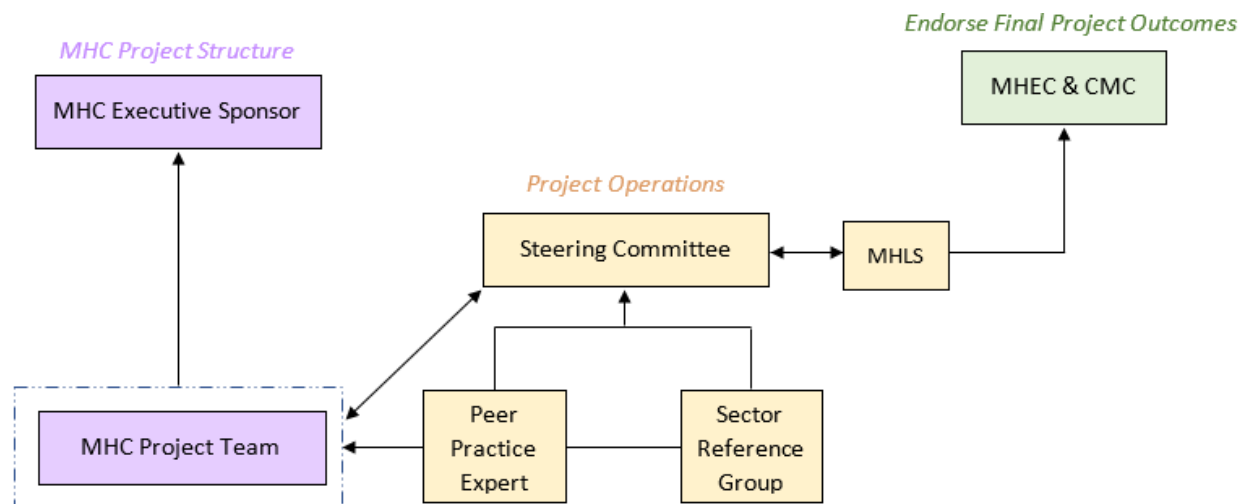 Endorse Final Project Outcomes
MHC Project Structure
MHEC & CMC
MHC Executive Sponsor
Project Operations
Steering Committee
MHLS
MHC Project Team
Peer
Practice
Expert
Sector
Reference
Group